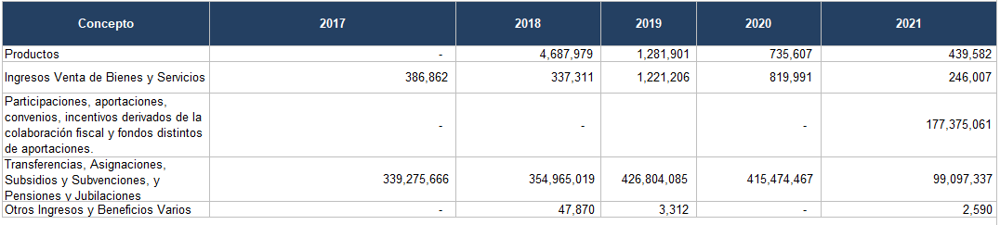 Concepto 2017 2018 2019 2020 2021
Productos - 4,687,979 1,281,901 735,607 439,582
Ingresos Venta de Bienes y Servicios 386,862 337,311 1,221,206 819,991 246,007
Participaciones, aportaciones,
convenios, incentivos derivados de la
colaboración fiscal y fondos distintos
de aportaciones.
- - - - 177,375,061
Transferencias, Asignaciones,
Subsidios y Subvenciones, y
Pensiones y Jubilaciones
339,275,666 354,965,019 426,804,085 415,474,467 99,097,337
Otros Ingresos y Beneficios Varios - 47,870 3,312 - 2,590